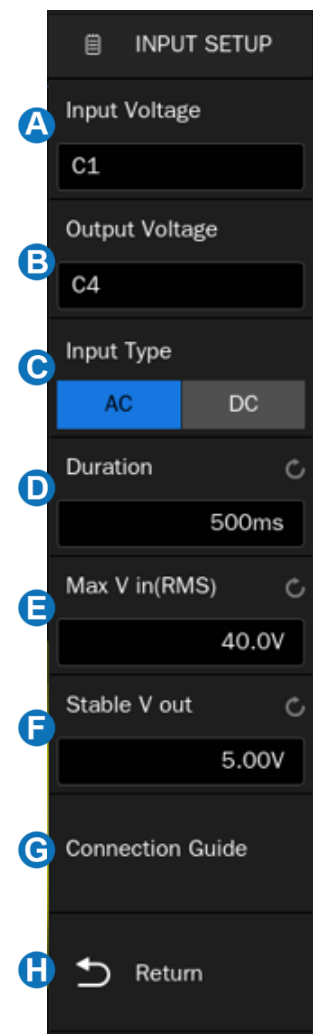 INPUT SETUP
A Input Voltage
C1
B Output Voltage
C4
C Input Type
AC DC
D Duration
500ms
E Max V in(RMS)
40.0V
F Stable V out
5.00V
G Connection Guide
H Return